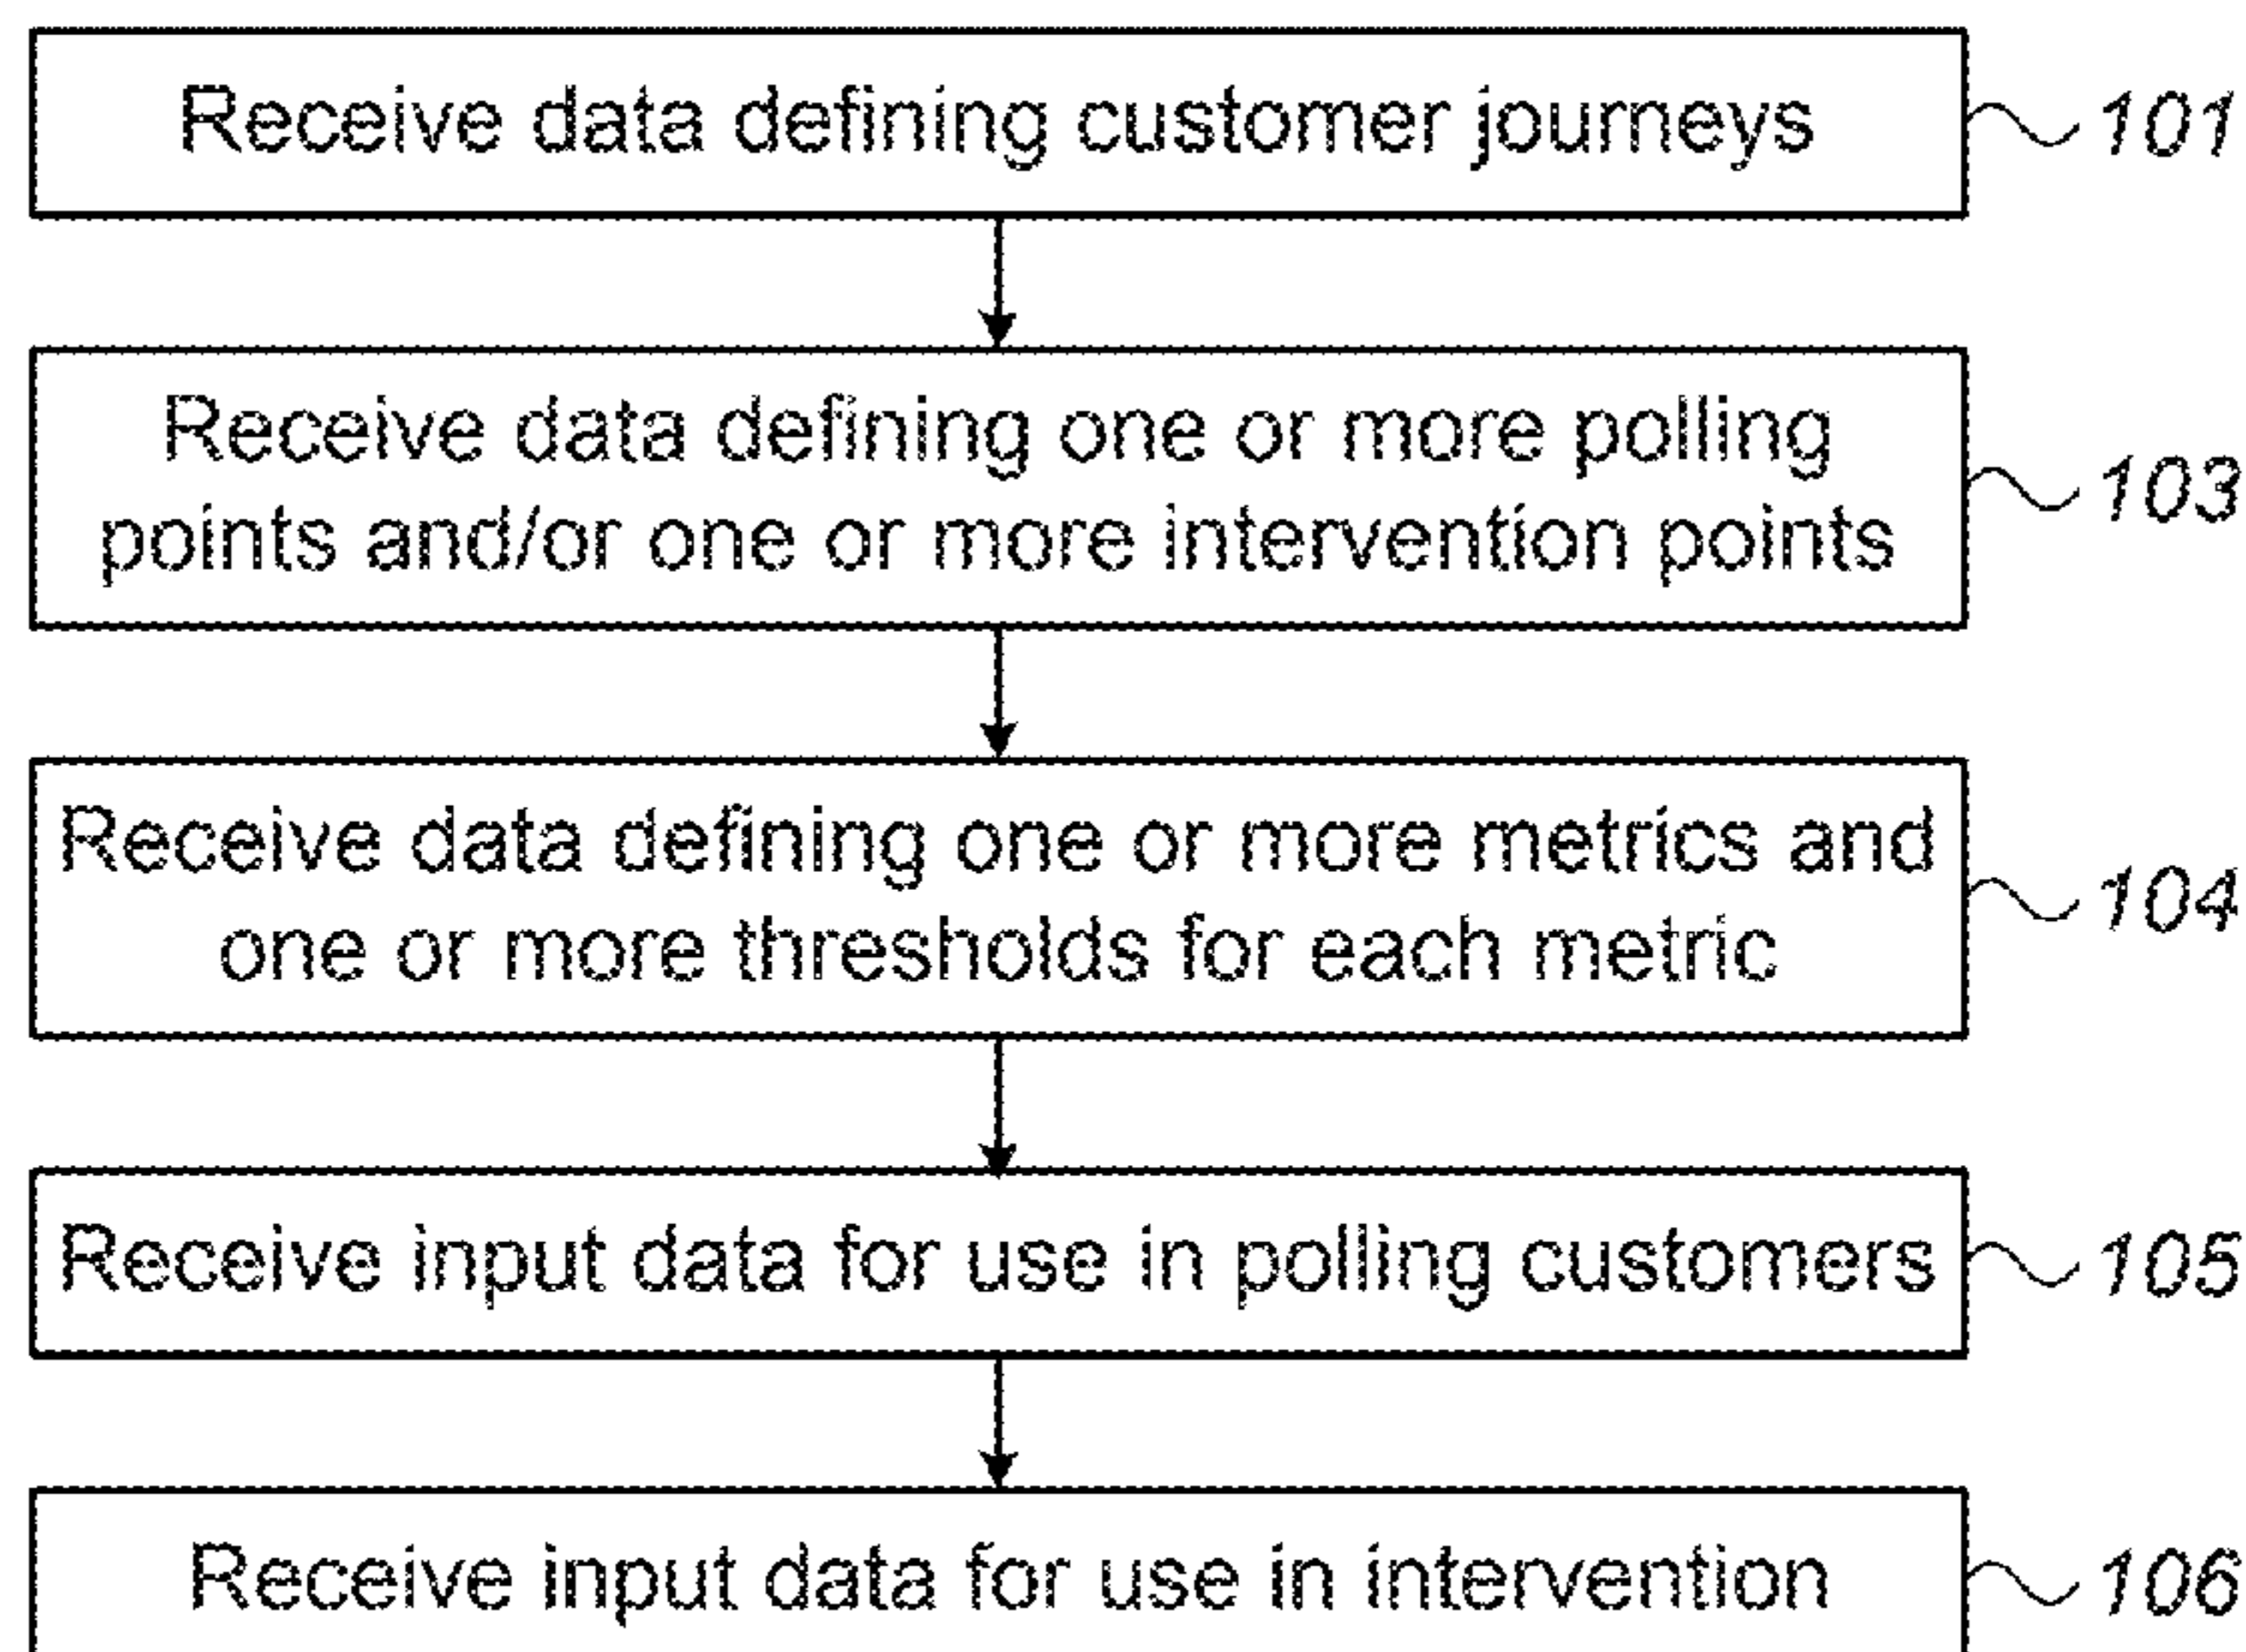 Receive data defining customer journeys
101
Receive data defining one or more polling
points and/or one or more intervention points
103
Receive data defining one or more metrics and
one or more thresholds for each metric
104
Receive input data for use in polling customers
105
Receive input data for use in intervention
106